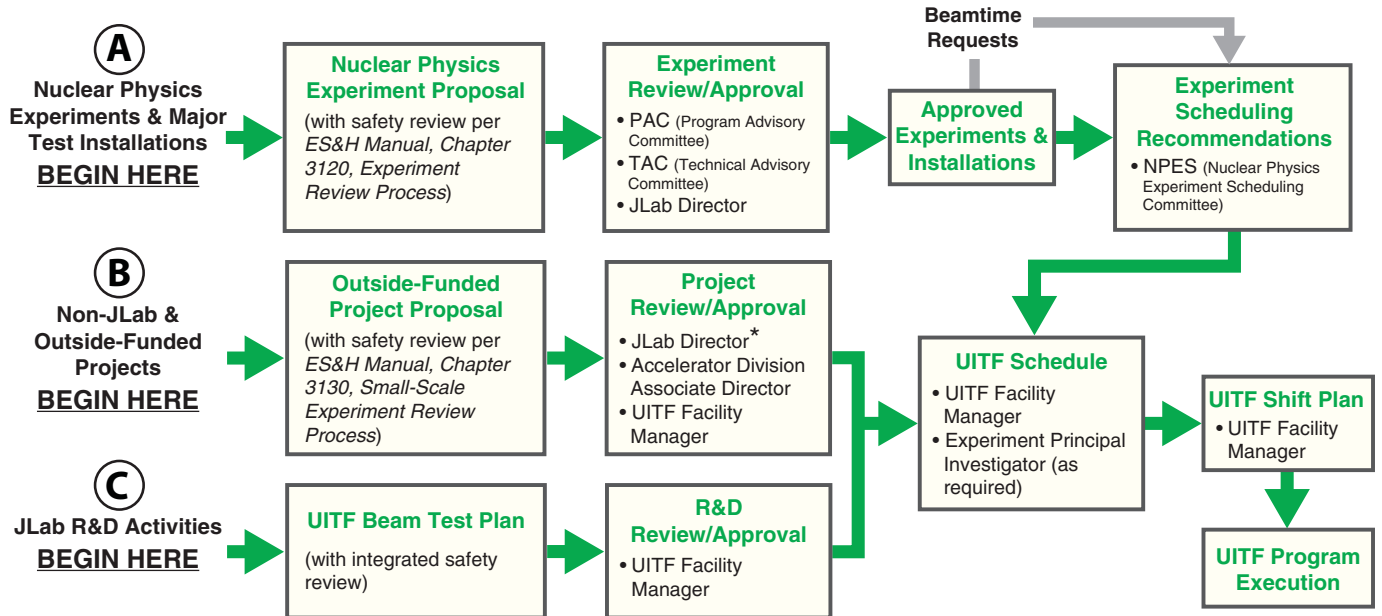 A
Nuclear Physics
Experiments & Major
Test Installations
BEGIN HERE
Nuclear Physics
Experiment Proposal
(with safety review per
ES&H Manual, Chapter
3120, Experiment
Review Process)
Experiment
Review/Approval
• PAC (Program Advisory
Committee)
• TAC (Technical Advisory
Committee)
• JLab Director
Beamtime
Requests
Approved
Experiments &
Installations
Experiment
Scheduling
Recommendations
• NPES (Nuclear Physics
Experiment Scheduling
Committee)
B
Non-JLab &
Outside-Funded
Projects
BEGIN HERE
Outside-Funded
Project Proposal
(with safety review per
ES&H Manual, Chapter
3130, Small-Scale
Experiment Review
Process)
Project
Review/Approval
• JLab Director*
• Accelerator Division
Associate Director
• UITF Facility
Manager
UITF Schedule
• UITF Facility
Manager
• Experiment Principal
Investigator (as
required)
UITF Shift Plan
• UITF Facility
Manager
C
JLab R&D Activities
BEGIN HERE
UITF Beam Test Plan
(with integrated safety
review)
R&D
Review/Approval
• UITF Facility
Manager
UITF Program
Execution